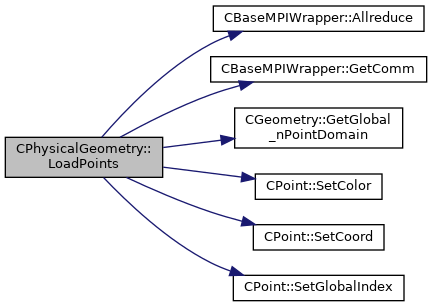 CPhysicalGeometry::
LoadPoints
CBaseMPIWrapper::Allreduce
CBaseMPIWrapper::GetComm
CGeometry::GetGlobal
_nPointDomain
CPoint::SetColor
CPoint::SetCoord
CPoint::SetGlobalIndex